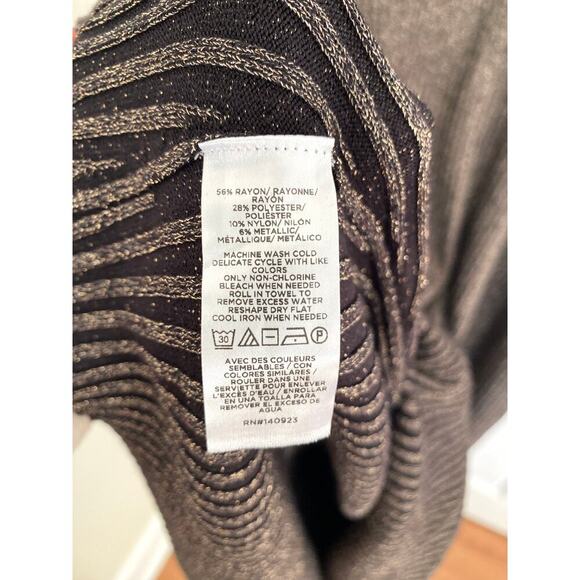 56% RAYON/ RAYONNE/
RAYÓN
28% POLYESTER/
POLIÉSTER
10% NYLON/ NILÓN
6% METALLIC/
MÉTALLIQUE/ METÁLICO
MACHINE WASH COLD
DELICATE CYCLE WITH LIKE
COLORS
ONLY NON-CHLORINE
BLEACH WHEN NEEDED
ROLL IN TOWEL TO
REMOVE EXCESS WATER
RESHAPE DRY FLAT
COOL IRON WHEN NEEDED
30 P
AVEC DES COULEURS
SEMBLABLES / CON
COLORES SIMILARES /
ROULER DANS UNE
SERVIETTE POUR ENLEVER
L'EXCÈS D'EAU / ENROLLAR
EN UNA TALLA PARA
REMOVER EL EXCESO DE
AGUA
RN#140923